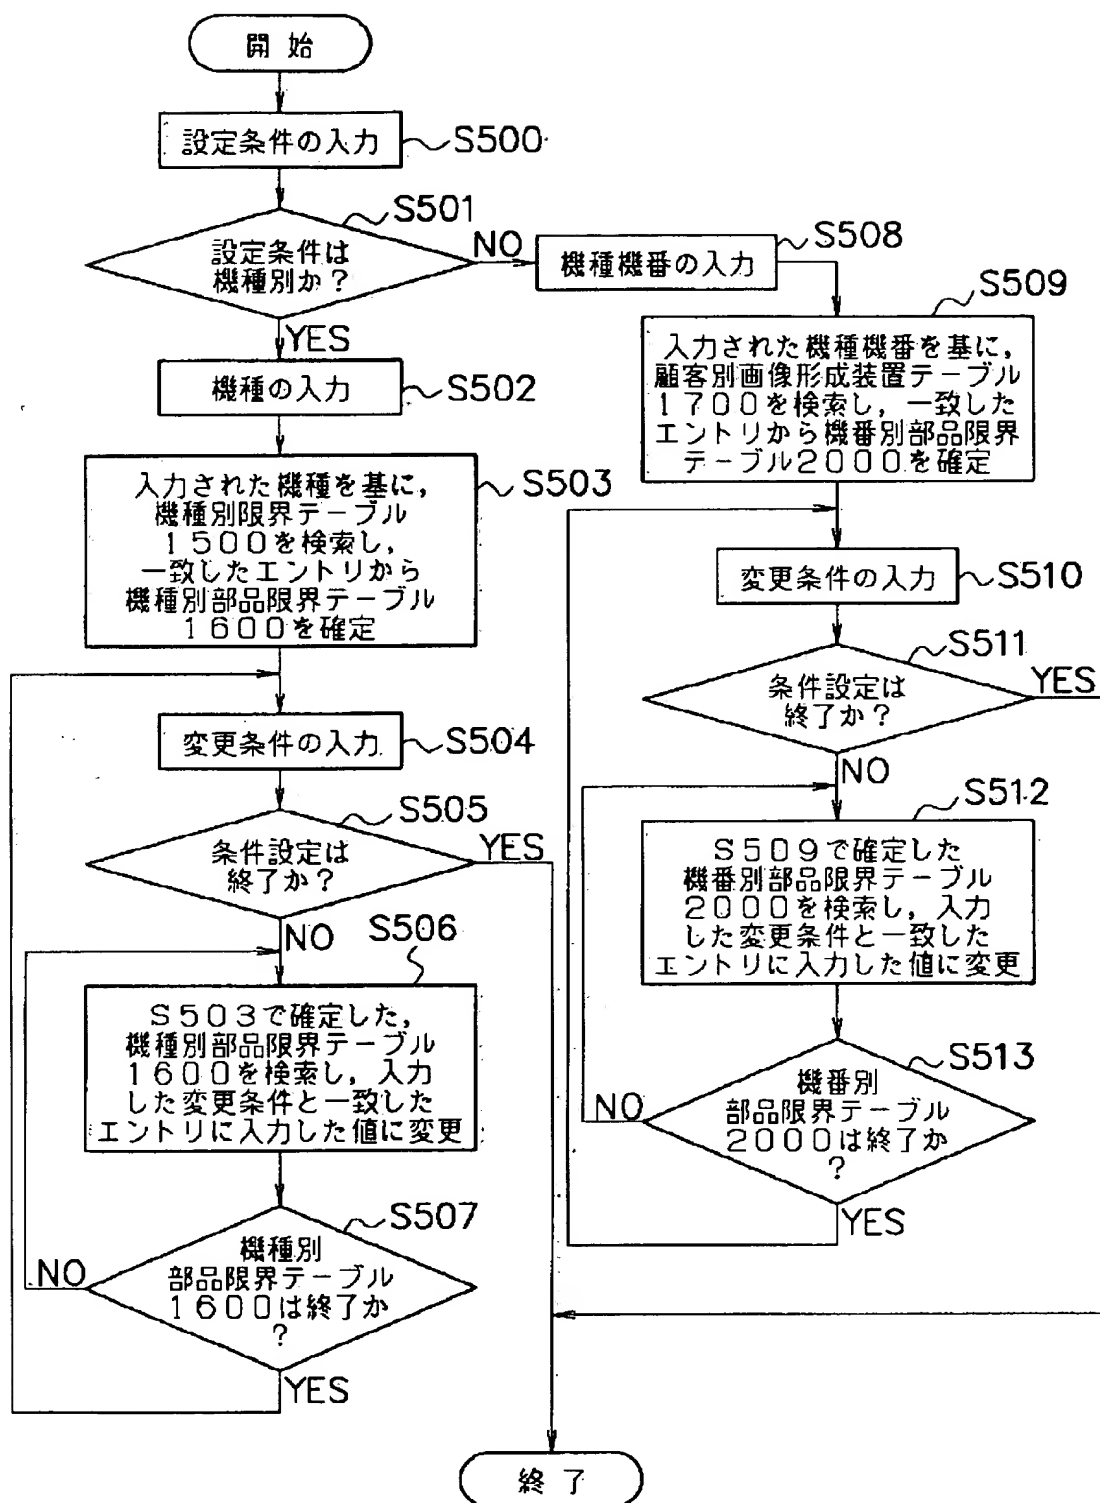 開始
設定条件の入力
S500
S501
設定条件は
機種別か？
NO
YES
機種の入力
S502
入力された機種を基に，
機種別限界テーブル
１５００を検索し，
一致したエントリから
機種別部品限界テーブル
１６００を確定
S503
変更条件の入力
S504
S505
条件設定は
終了か？
YES
NO
S506
Ｓ５０３で確定した，
機種別部品限界テーブル
１６００を検索し，入力
した変更条件と一致した
エントリに入力した値に変更
S507
機種別
部品限界テーブル
１６００は終了か
？
NO
YES
機種機番の入力
S508
S509
入力された機種機番を基に，
顧客別画像形成装置テーブル
１７００を検索し，一致した
エントリから機番別部品限界
テーブル２０００を確定
変更条件の入力
S510
S511
条件設定は
終了か？
YES
NO
S512
Ｓ５０９で確定した
機番別部品限界テーブル
２０００を検索し，入力
した変更条件と一致した
エントリに入力した値に変更
S513
機番別
部品限界テーブル
２０００は終了か
？
NO
YES
終了